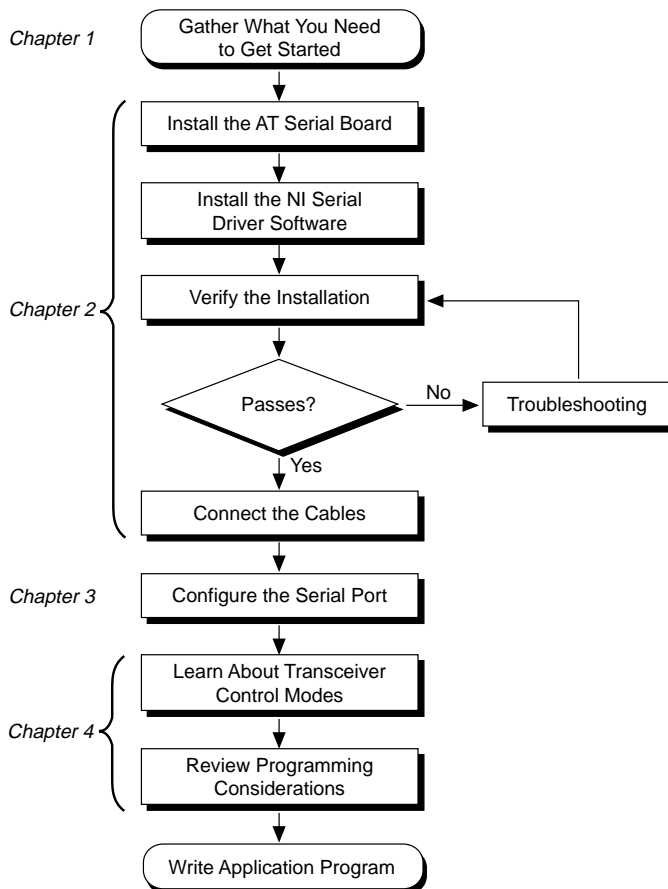 Chapter 1
Gather What You Need
to Get Started
Install the AT Serial Board
Install the NI Serial
Driver Software
Chapter 2
Verify the Installation
Passes?
No
Troubleshooting
Yes
Connect the Cables
Chapter 3
Configure the Serial Port
Learn About Transceiver
Control Modes
Chapter 4
Review Programming
Considerations
Write Application Program